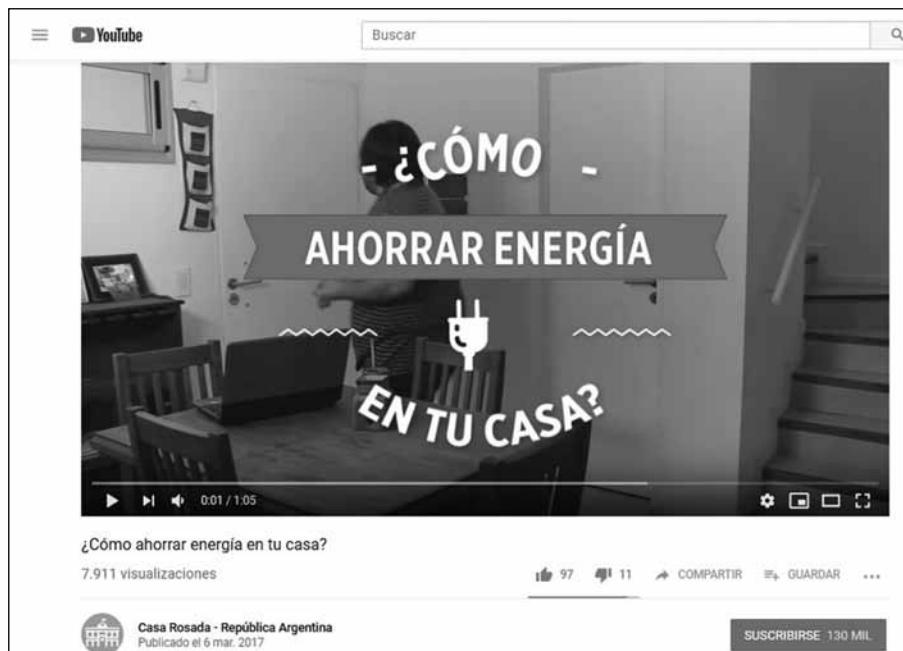 YouTube
Buscar
- ¿CÓMO -
AHORRAR ENERGÍA
EN TU CASA?
0:01 / 1:05
¿Cómo ahorrar energía en tu casa?
7.911 visualizaciones
97 11 COMPARTIR GUARDAR ...
Casa Rosada - República Argentina
Publicado el 6 mar. 2017
SUSCRIBIRSE 130 MIL